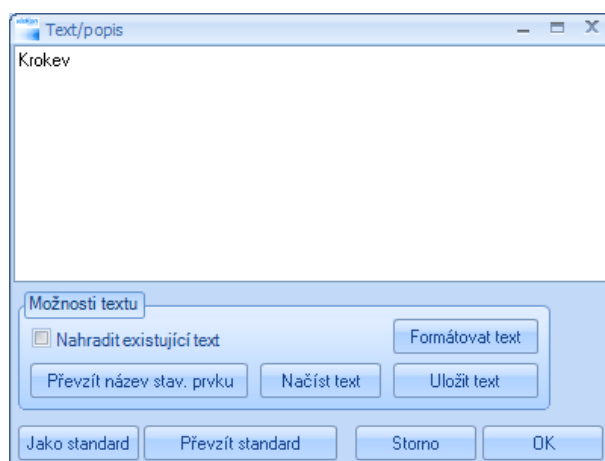 Text/popis
Krokev
Možnosti textu
Nahradit existující text
Formátovat text
Převzít název stav. prvku
Načíst text
Uložit text
Jako standard
Převzít standard
Storno
OK